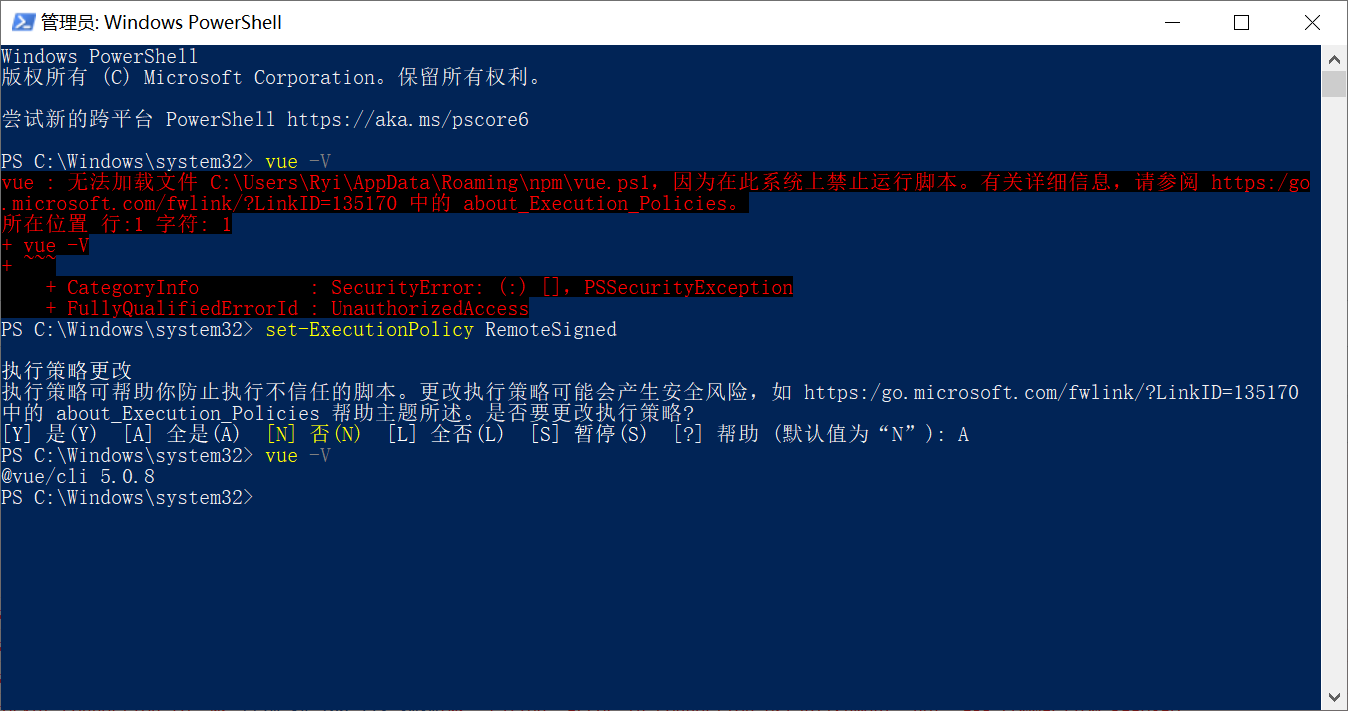 管理员: Windows PowerShell
Windows PowerShell
版权所有 (C) Microsoft Corporation。保留所有权利。
尝试新的跨平台 PowerShell https://aka.ms/pscore6
PS C:\Windows\system32> vue -V
vue : 无法加载文件 C:\Users\Ryi\AppData\Roaming\npm\vue.ps1，因为在此系统上禁止运行脚本。有关详细信息，请参阅 https:/go
.microsoft.com/fwlink/?LinkID=135170 中的 about_Execution_Policies。
所在位置 行:1 字符: 1
+ vue -V
+ ~~~
    + CategoryInfo          : SecurityError: (:) []，PSSecurityException
    + FullyQualifiedErrorId : UnauthorizedAccess
PS C:\Windows\system32> set-ExecutionPolicy RemoteSigned
执行策略更改
执行策略可帮助你防止执行不信任的脚本。更改执行策略可能会产生安全风险，如 https:/go.microsoft.com/fwlink/?LinkID=135170
中的 about_Execution_Policies 帮助主题所述。是否要更改执行策略?
[Y] 是(Y)  [A] 全是(A)  [N] 否(N)  [L] 全否(L)  [S] 暂停(S)  [?] 帮助 (默认值为“N”): A
PS C:\Windows\system32> vue -V
@vue/cli 5.0.8
PS C:\Windows\system32>